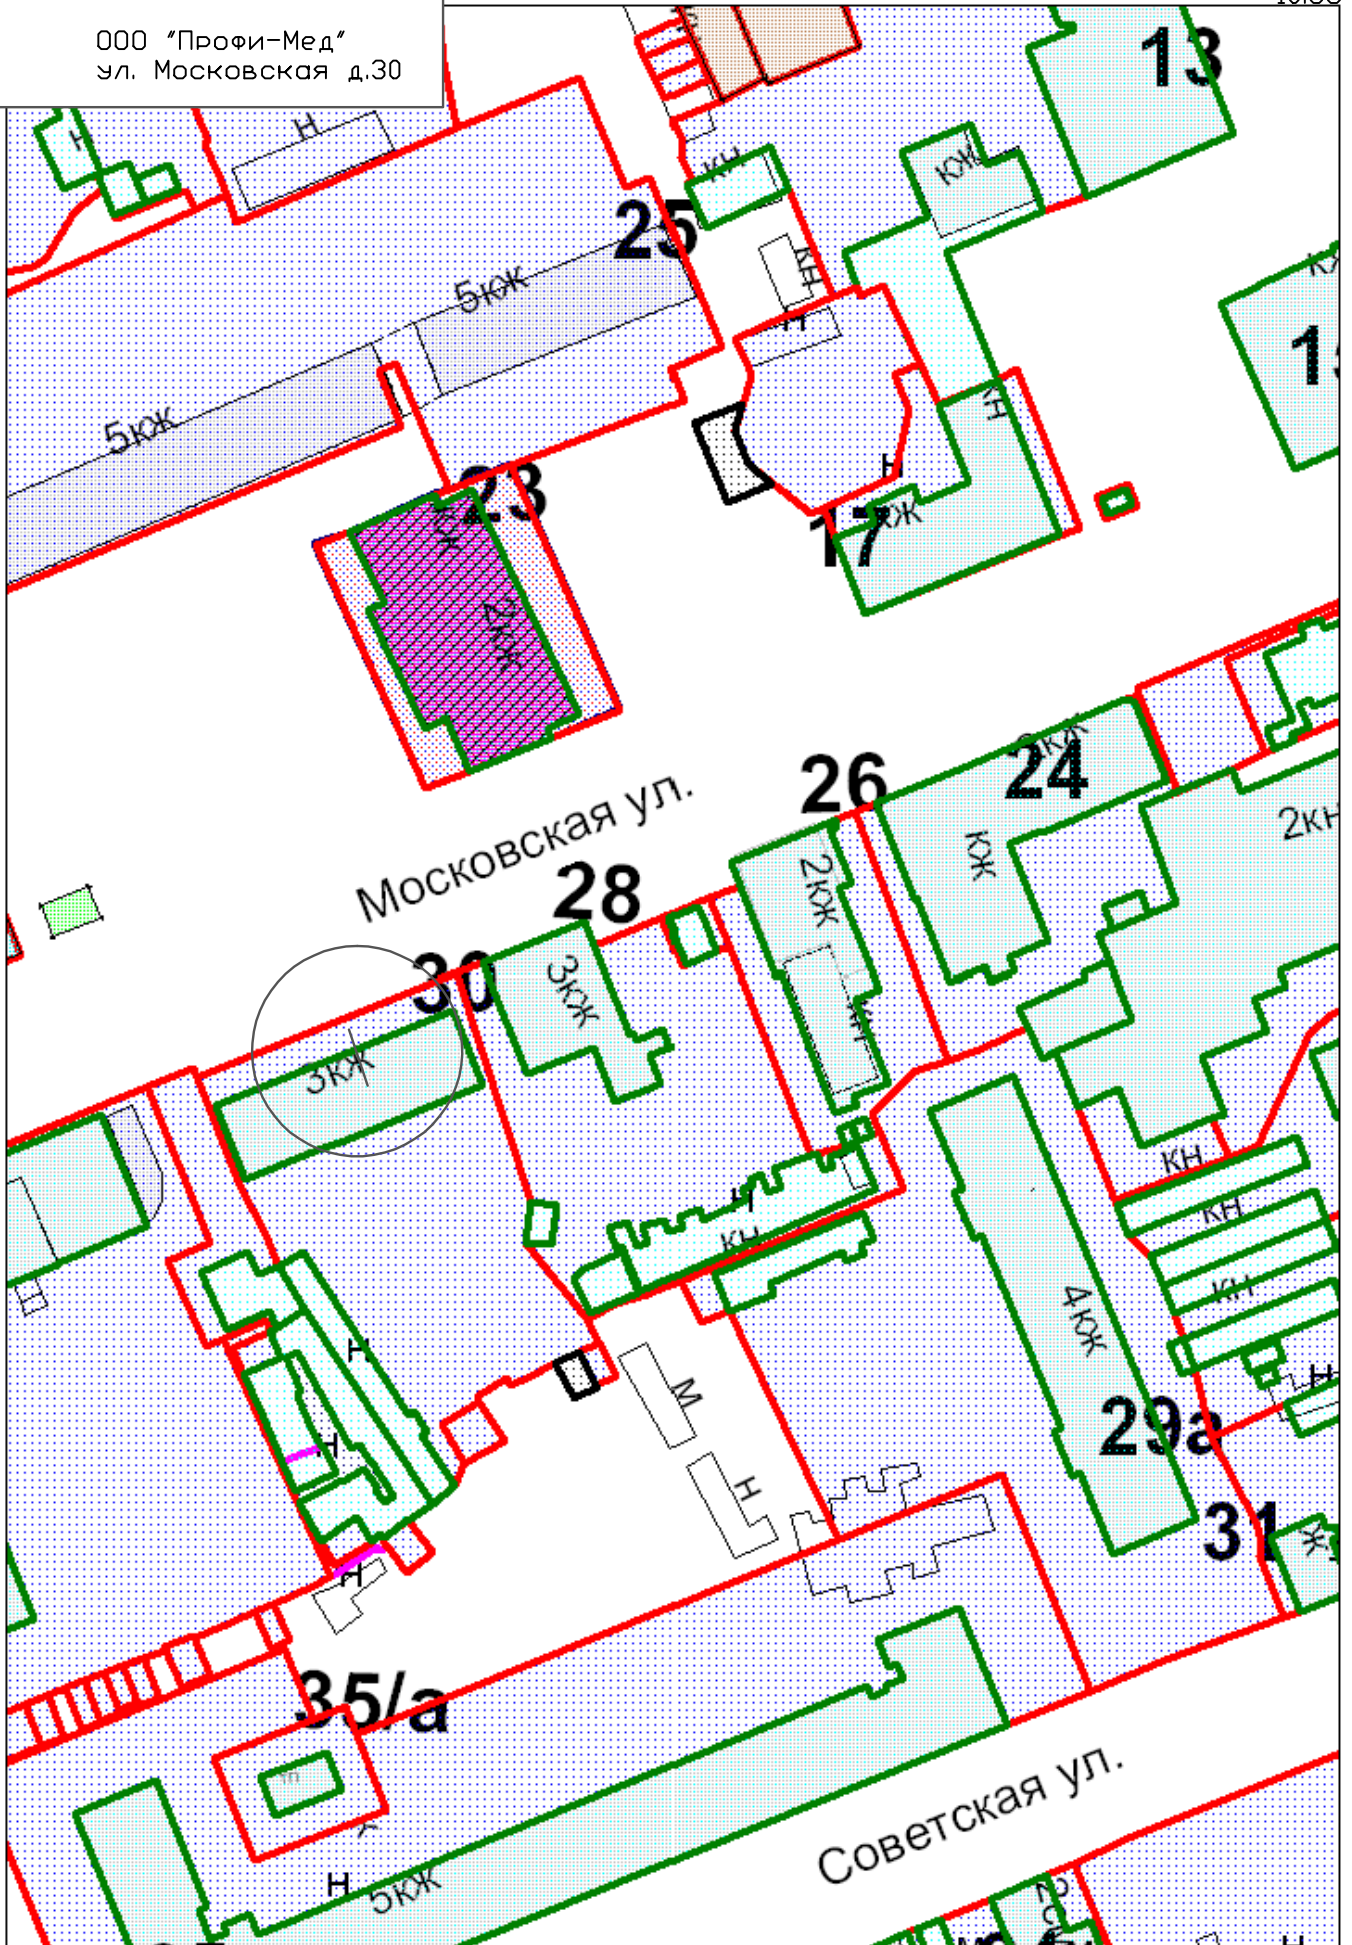 ООО "Профи-Мед"
ул. Московская д.30
13
Н
Н
КН
КЖ
25
5кж
КН
Н
5кж
КН
23
Н
17
КЖ
2кж
26
24
2кн
КЖ
Московская ул.
28
2кж
30
3кж
3кж
КН
КН
Н
КН
КН
КН
4кж
Н
М
Н
29а
Н
Н
31
Ж
Н
35/а
ТП
Советская ул.
Н
5кж
Н